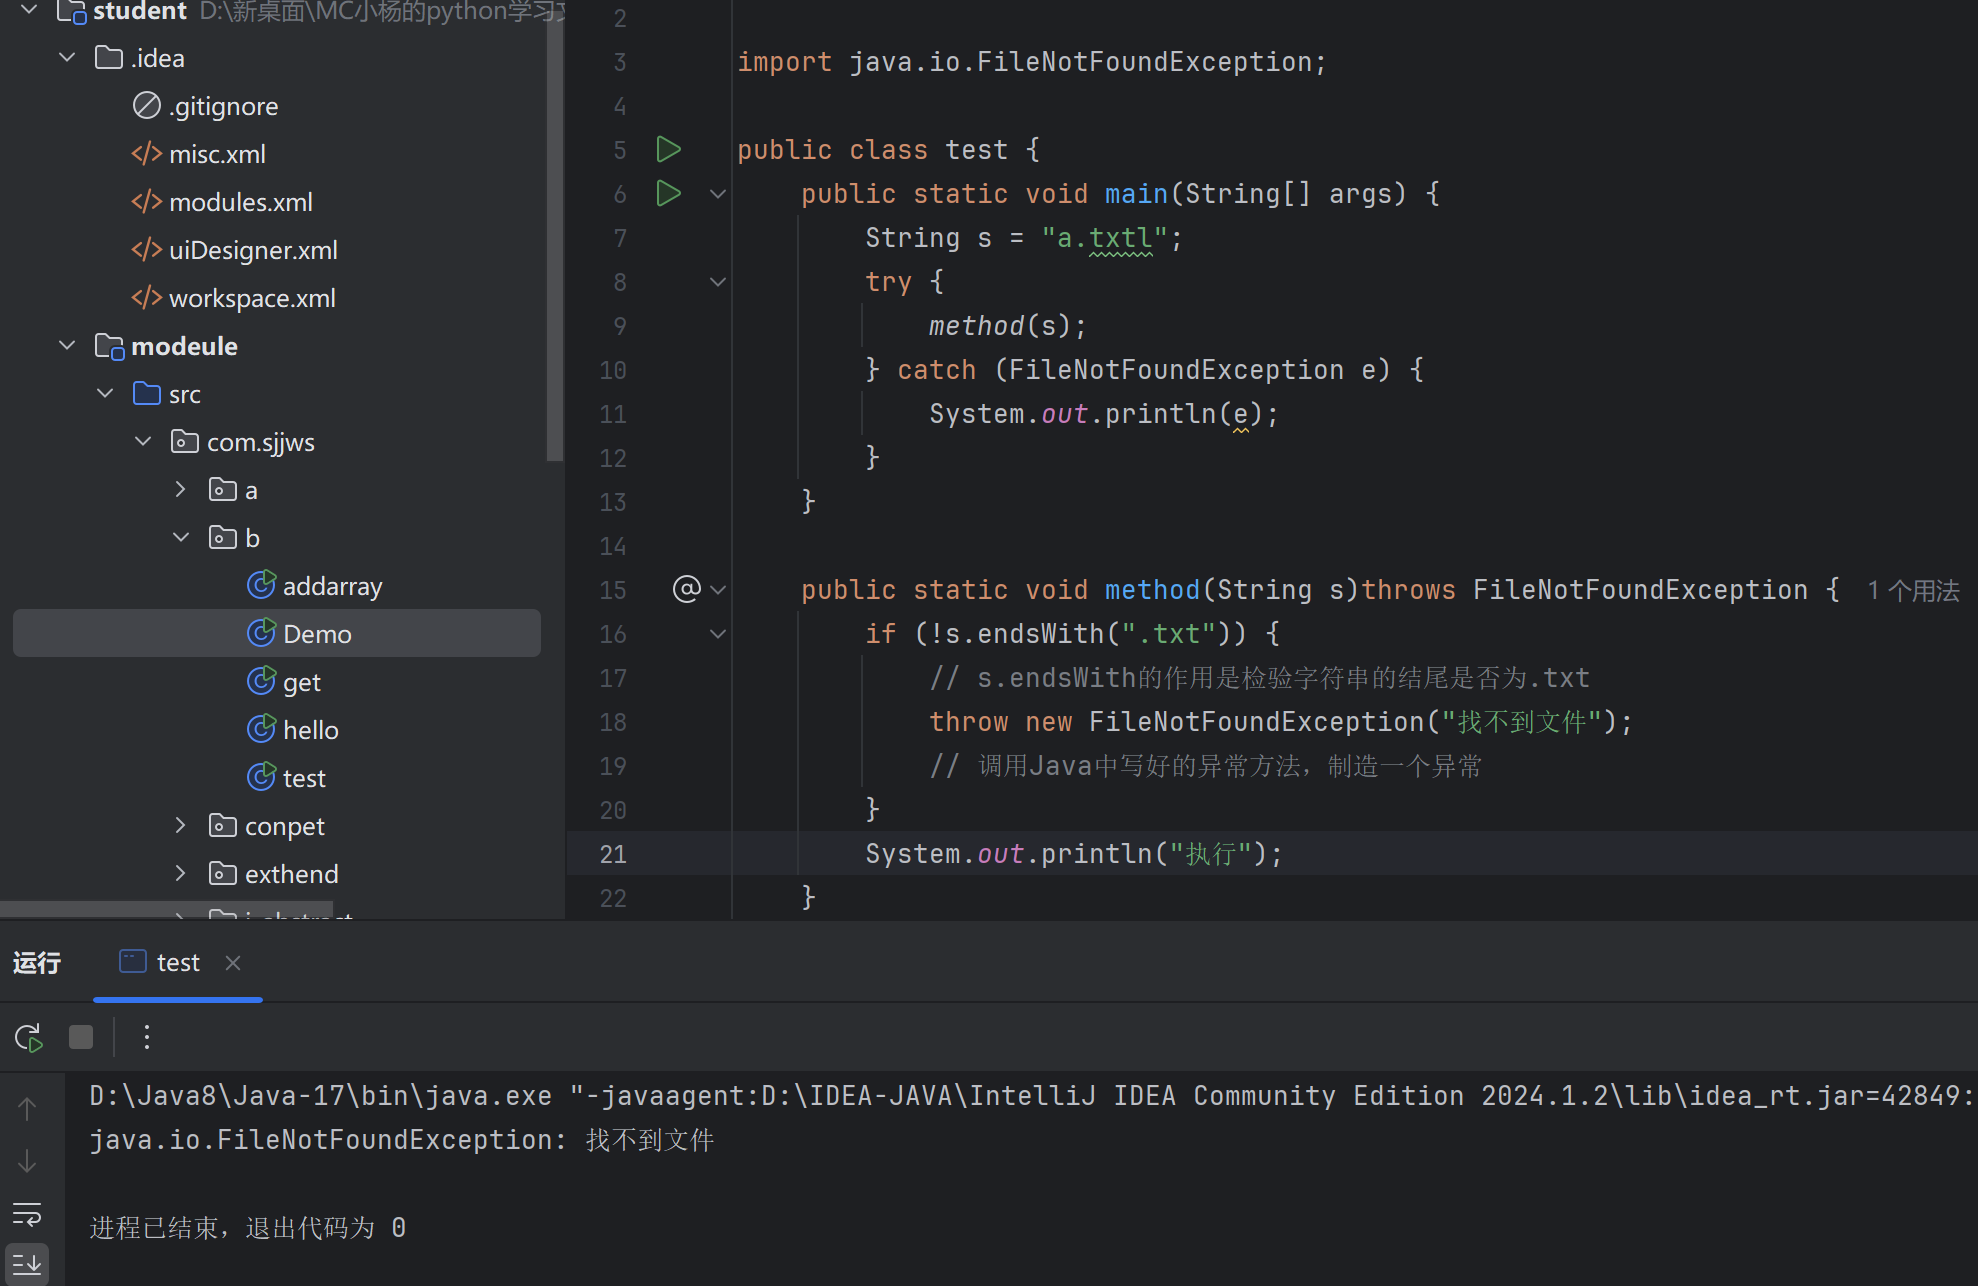 student D:\新桌面\MC小杨的python学习
.idea
.gitignore
misc.xml
modules.xml
uiDesigner.xml
workspace.xml
modeule
src
com.sjjws
a
b
addarray
Demo
get
hello
test
conpet
exthend
2
3 import java.io.FileNotFoundException;
4
5 public class test {
6 public static void main(String[] args) {
7 String s = "a.txtl";
8 try {
9 method(s);
10 } catch (FileNotFoundException e) {
11 System.out.println(e);
12 }
13 }
14
15 @ public static void method(String s)throws FileNotFoundException { 1 个用法
16 if (!s.endsWith(".txt")) {
17 // s.endsWith的作用是检验字符串的结尾是否为.txt
18 throw new FileNotFoundException("找不到文件");
19 // 调用Java中写好的异常方法，制造一个异常
20 }
21 System.out.println("执行");
22 }
运行 test
D:\Java8\Java-17\bin\java.exe "-javaagent:D:\IDEA-JAVA\IntelliJ IDEA Community Edition 2024.1.2\lib\idea_rt.jar=42849:
java.io.FileNotFoundException: 找不到文件
进程已结束，退出代码为 0